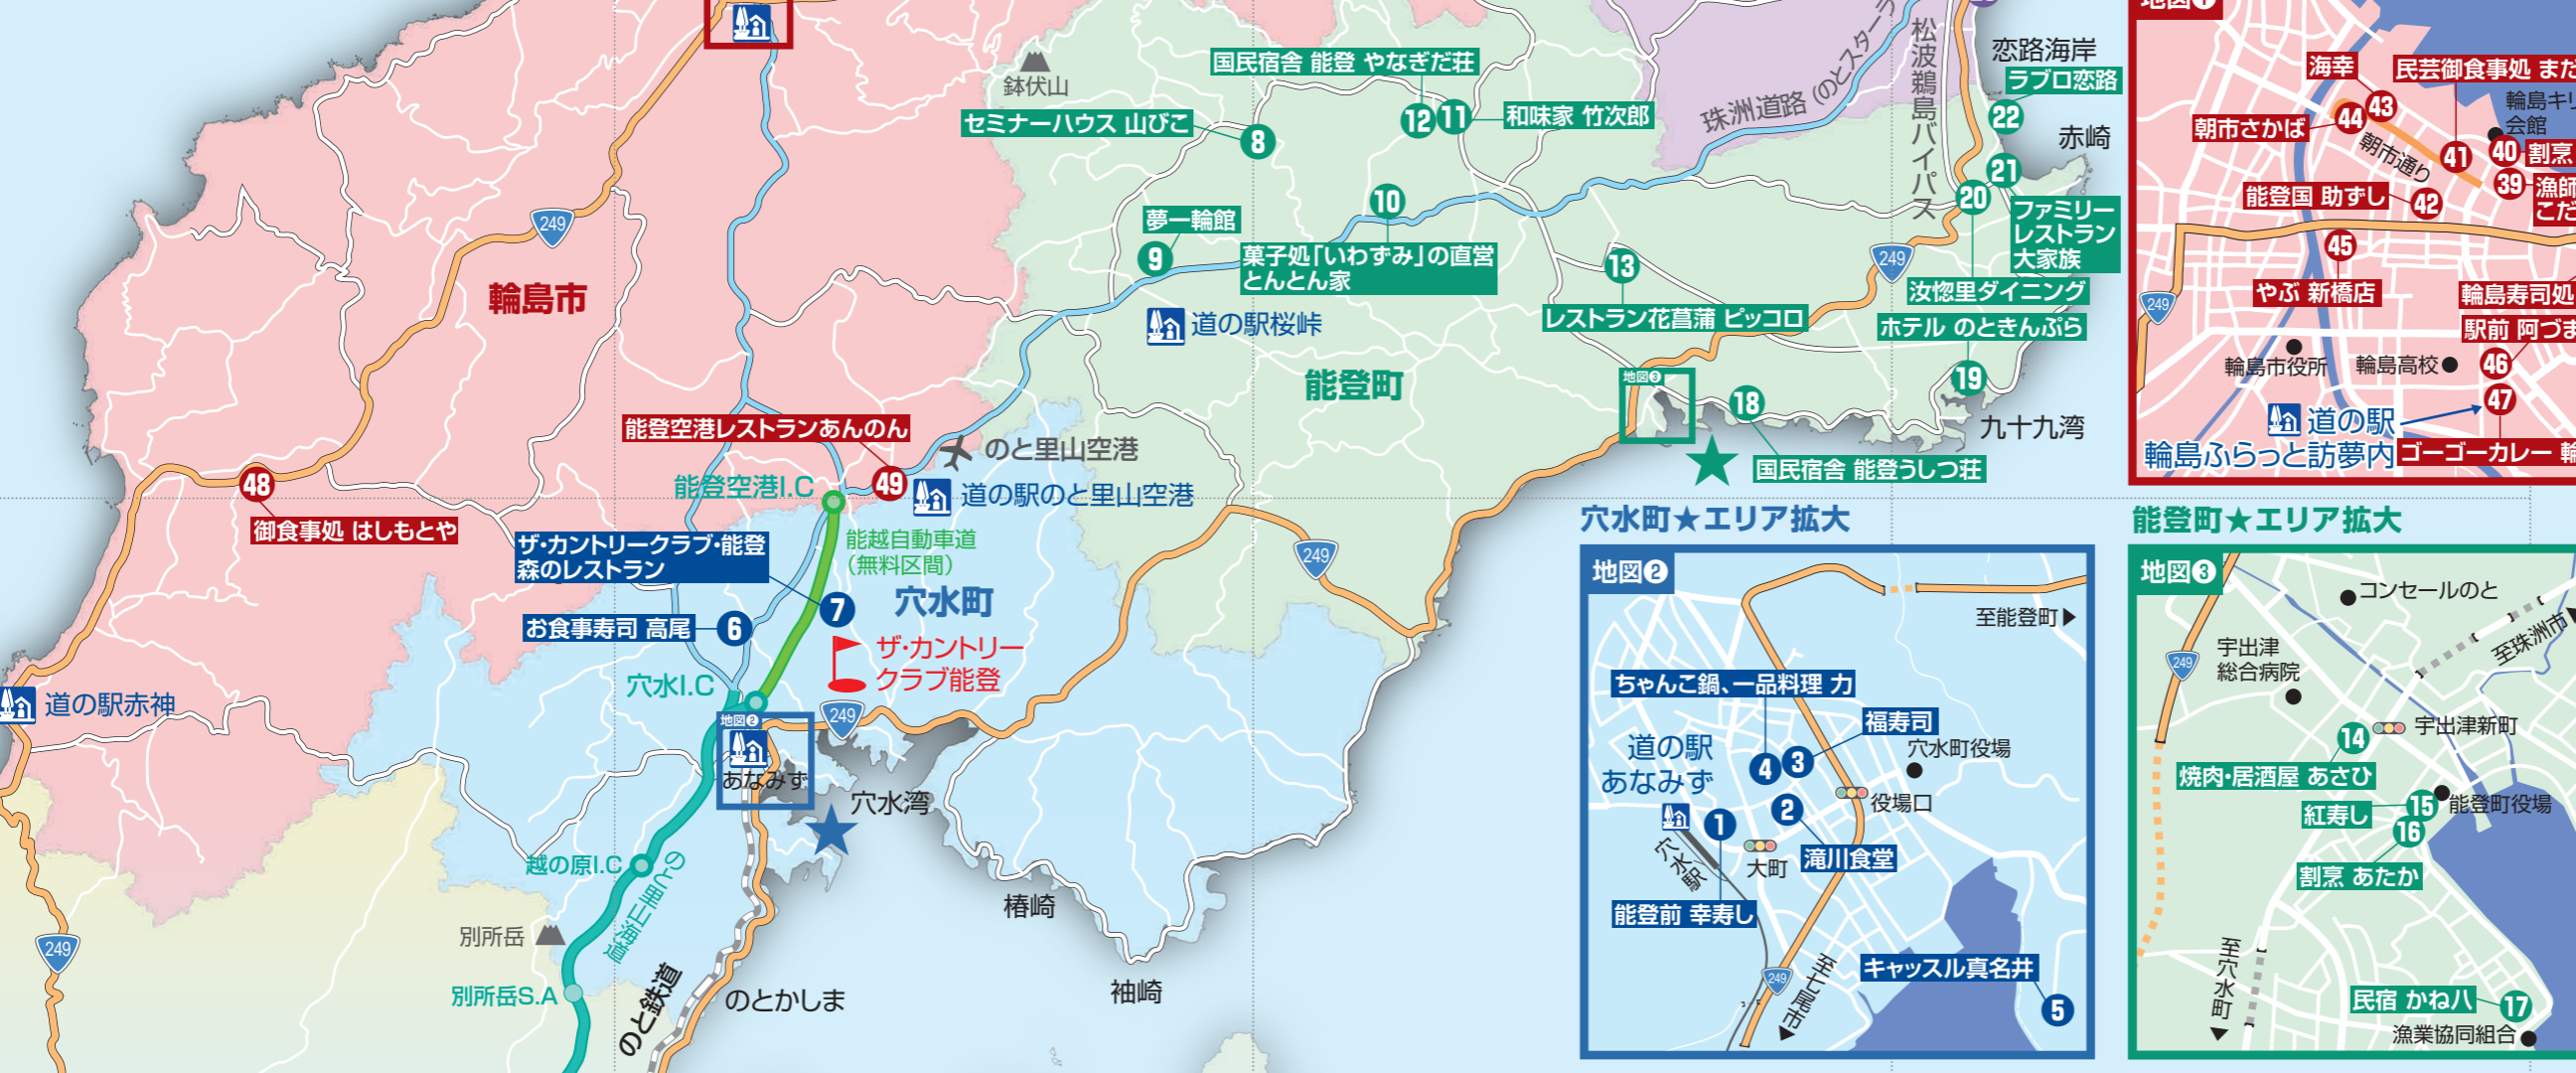 鉢伏山
国民宿舎 能登 やなぎだ荘
セミナーハウス 山びこ
8
12
11
和味家 竹次郎
珠洲道路
松波鵜島バイパス
恋路海岸
ラブロ恋路
22
赤崎
21
20
ファミリー
レストラン
大家族
249
輪島市
夢一輪館
9
10
菓子処「いわずみ」の直営
とんとん家
13
249
汝惚里ダイニング
道の駅桜峠
レストラン花菖蒲 ピッコロ
ホテル のときんぷら
能登町
地図3
18
19
九十九湾
国民宿舎 能登うしつ荘
能登空港レストランあんのん
のと里山空港
48
能登空港I.C
49
道の駅のと里山空港
御食事処 はしもとや
ザ・カントリークラブ・能登
森のレストラン
能越自動車道
(無料区間)
249
穴水町
7
お食事寿司 高尾
6
ザ・カントリー
クラブ能登
穴水I.C
道の駅赤神
地図2
249
あなみず
穴水湾
越の原I.C
のと里山海道
椿崎
別所岳
249
別所岳S.A
のと鉄道
のとかしま
袖崎
地図1
海幸
民芸御食事処
44
43
朝市さかば
会館
朝市通り
41
40
割烹
39
能登国 助ずし
42
45
やぶ 新橋店
249
輪島寿司処
駅前
輪島市役所
輪島高校
46
47
道の駅
輪島ふらっと訪夢内
ゴーゴーカレー
穴水町★エリア拡大
地図❷
至能登町
ちゃんこ鍋、一品料理 力
福寿司
道の駅
あなみず
4
3
穴水町役場
1
2
役場口
穴水駅
大町
滝川食堂
能登前 幸寿し
キャッスル真名井
249
至七尾市
5
能登町★エリア拡大
地図❸
コンセールのと
至珠洲市
宇出津
総合病院
249
14
宇出津新町
焼肉・居酒屋 あさひ
15
能登町役場
紅寿し
16
割烹 あたか
至穴水町
民宿 かね八
17
漁業協同組合